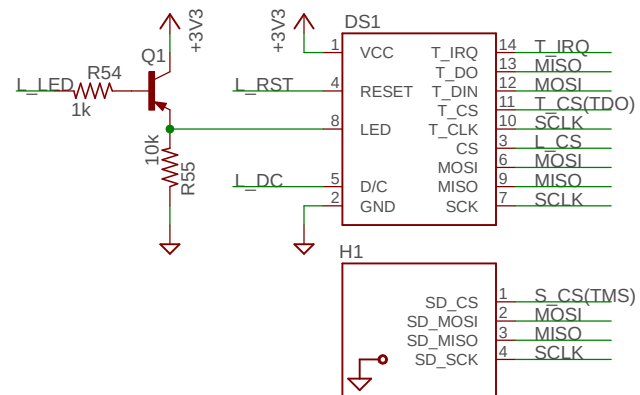 +3V3
Q1
L_LED
R54
1k
10k
R55
+3V3
DS1
1 VCC
4 RESET
8 LED
5 D/C
2 GND
L_RST
L_DC
T_IRQ 14 T_IRQ
T_DO 13 MISO
T_DIN 12 MOSI
T_CS 11 T_CS(TDO)
T_CLK 10 SCLK
CS 3 L_CS
MOSI 6 MOSI
MISO 9 MISO
SCK 7 SCLK
H1
SD_CS 1 S_CS(TMS)
SD_MOSI 2 MOSI
SD_MISO 3 MISO
SD_SCK 4 SCLK